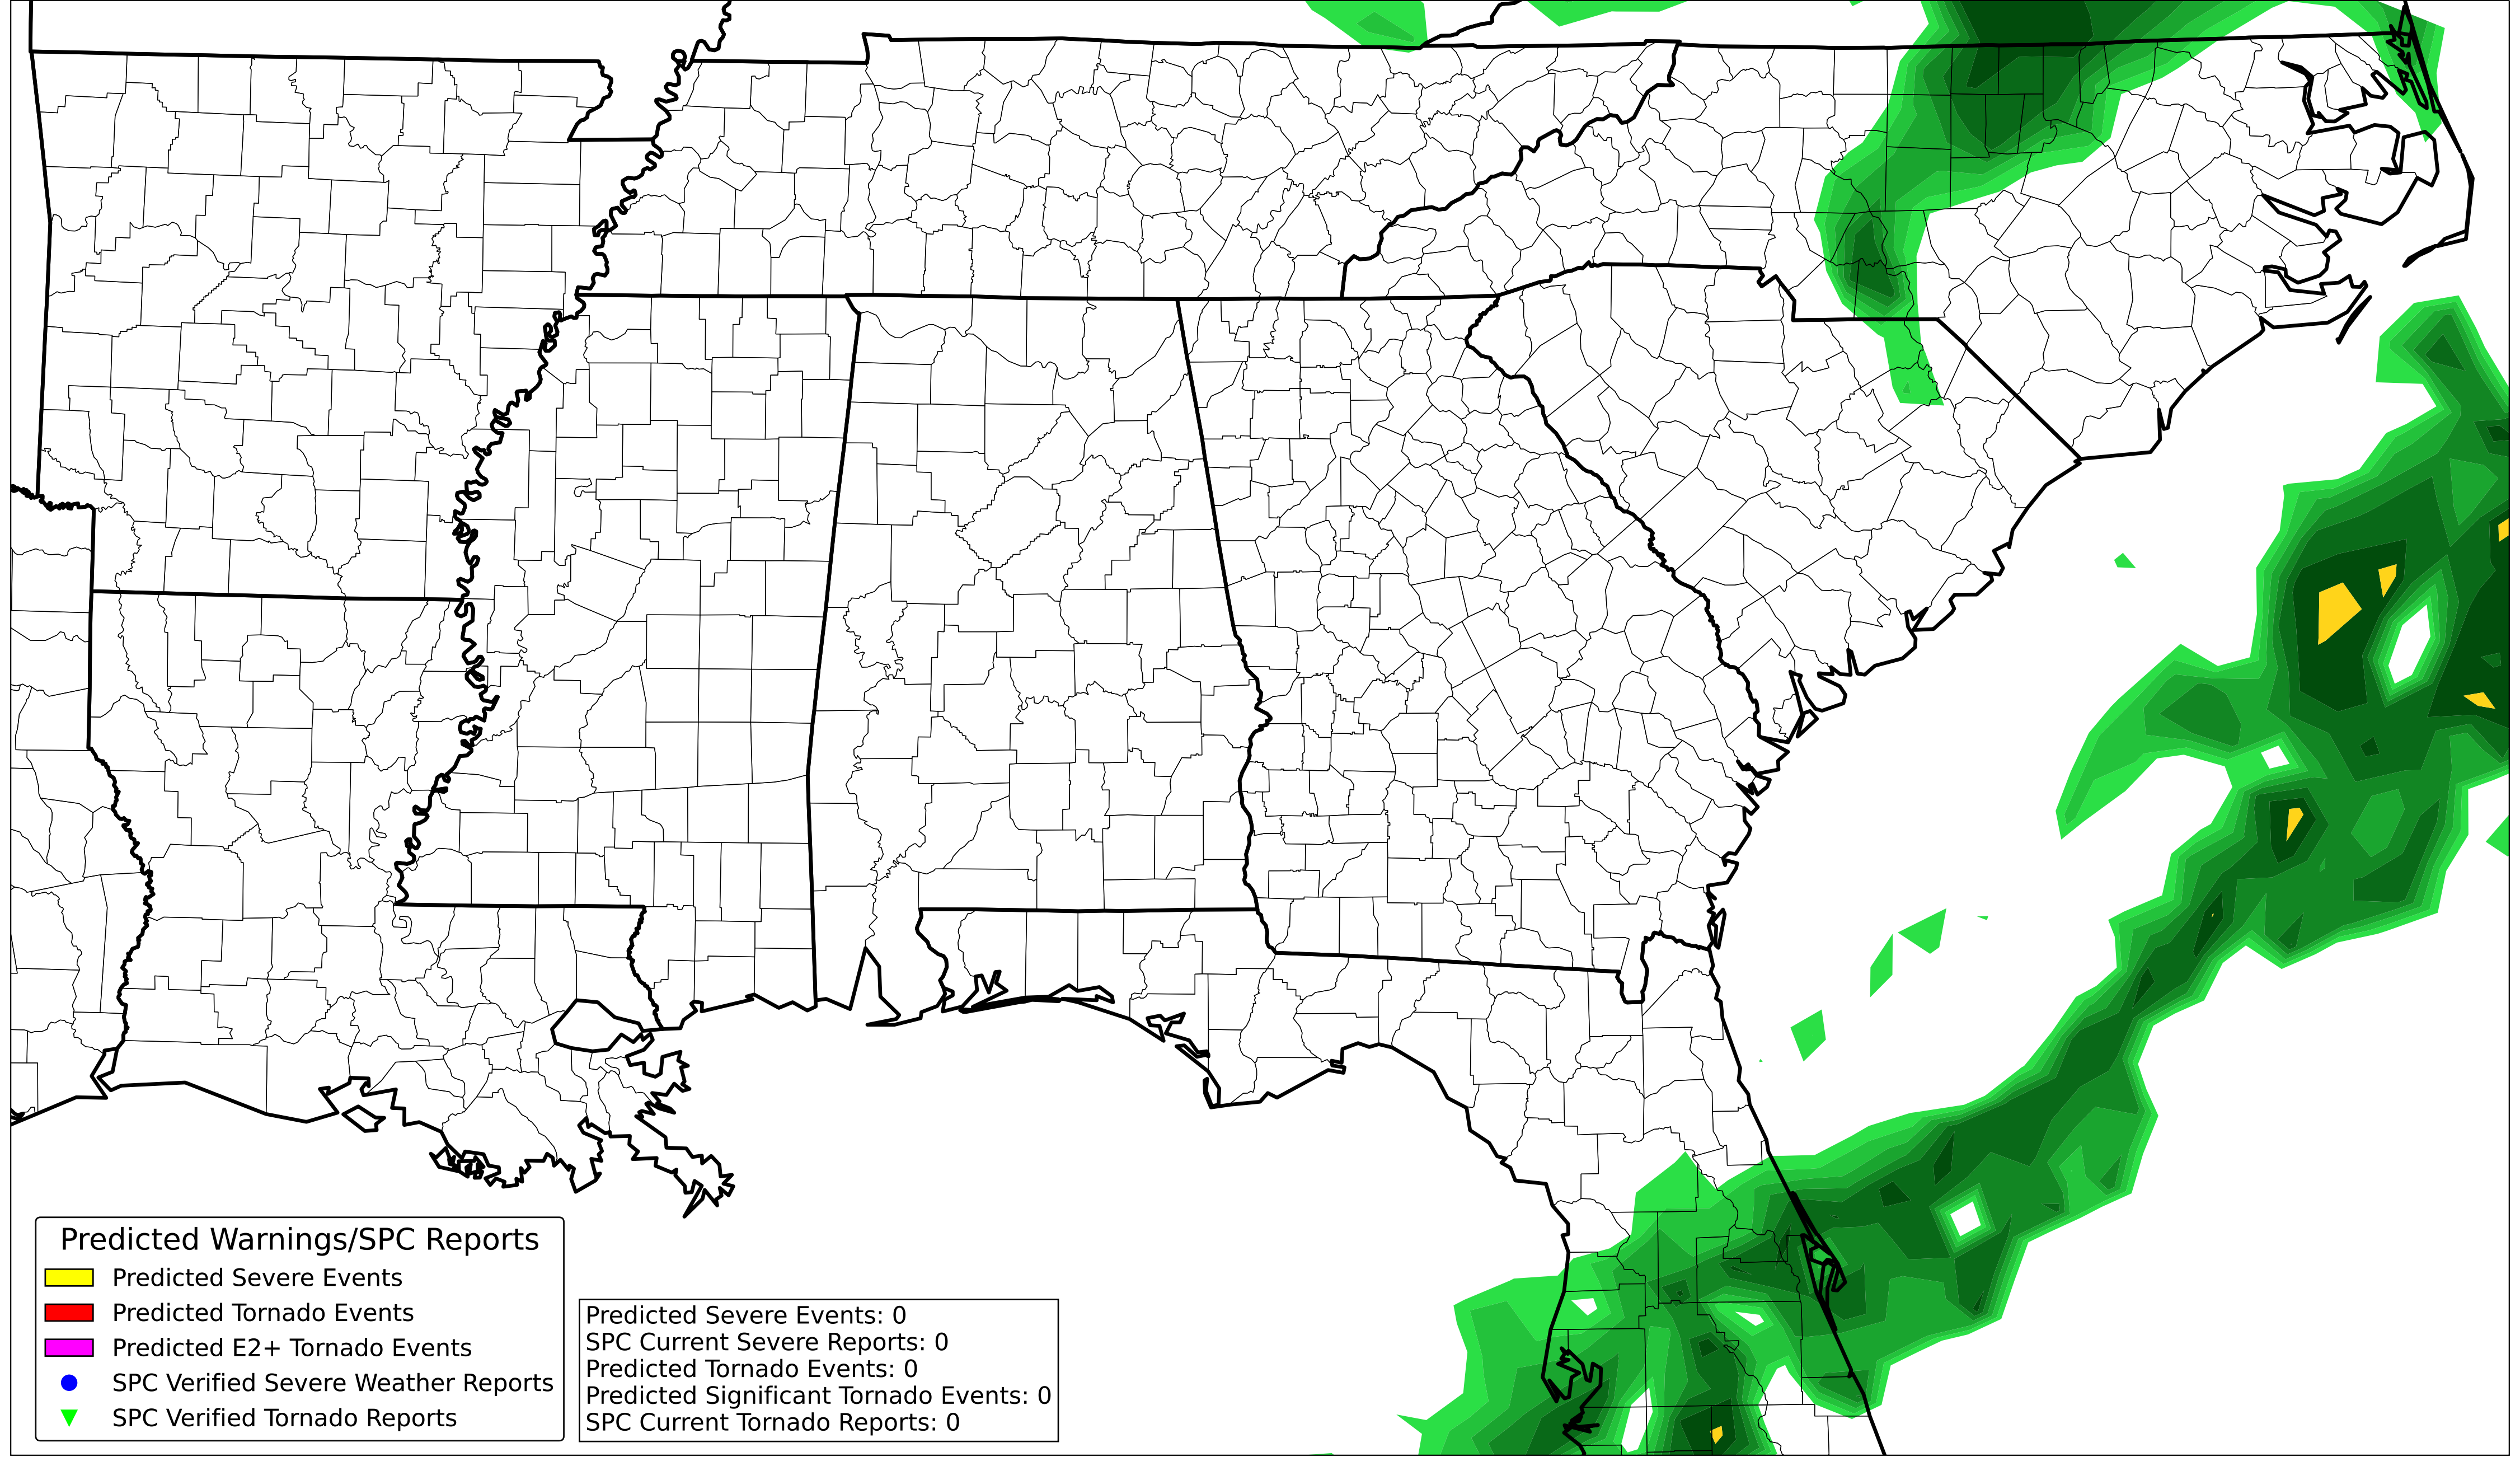 Predicted Warnings/SPC Reports
Predicted Severe Events
Predicted Tornado Events
Predicted E2+ Tornado Events
SPC Verified Severe Weather Reports
SPC Verified Tornado Reports
Predicted Severe Events: 0
SPC Current Severe Reports: 0
Predicted Tornado Events: 0
Predicted Significant Tornado Events: 0
SPC Current Tornado Reports: 0